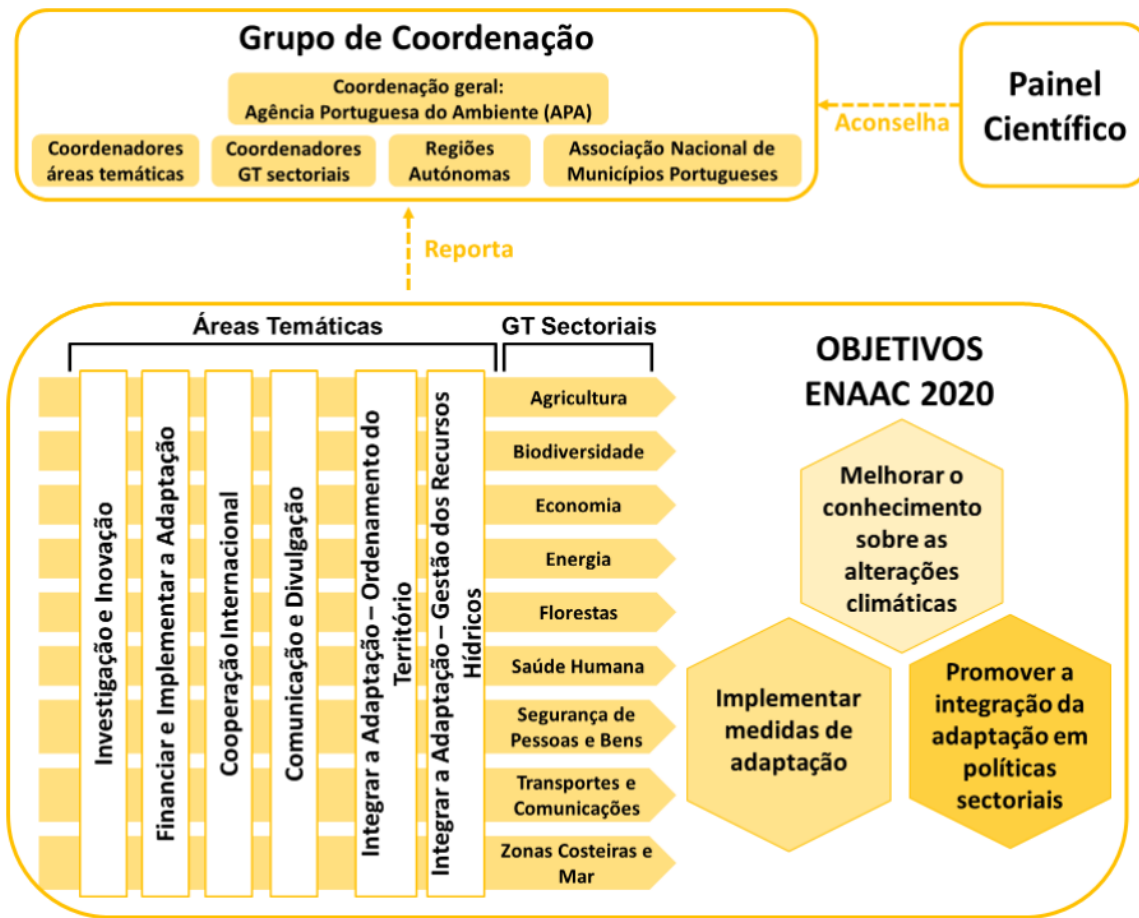 Grupo de Coordenação
Coordenação geral:
Agência Portuguesa do Ambiente (APA)
Coordenadores
áreas temáticas
Coordenadores
GT sectoriais
Regiões
Autónomas
Associação Nacional de
Municípios Portugueses
Aconselha
Painel
Científico
Reporta
Áreas Temáticas
Investigação e Inovação
Financiar e Implementar a Adaptação
Cooperação Internacional
Comunicação e Divulgação
Integrar a Adaptação – Ordenamento do
Território
Integrar a Adaptação – Gestão dos Recursos
Hídricos
GT Sectoriais
Agricultura
Biodiversidade
Economia
Energia
Florestas
Saúde Humana
Segurança de
Pessoas e Bens
Transportes e
Comunicações
Zonas Costeiras e
Mar
OBJETIVOS
ENAAC 2020
Melhorar o
conhecimento
sobre as
alterações
climáticas
Implementar
medidas de
adaptação
Promover a
integração da
adaptação em
políticas
sectoriais